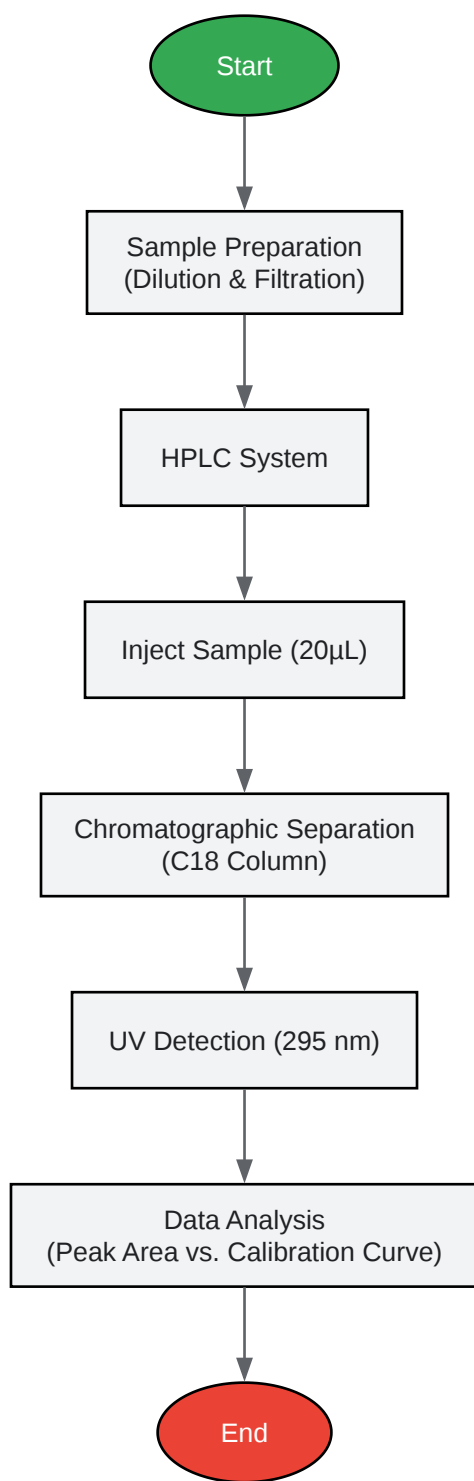 Start
Sample Preparation
(Dilution & Filtration)
HPLC System
Inject Sample (20µL)
Chromatographic Separation
(C18 Column)
UV Detection (295 nm)
Data Analysis
(Peak Area vs. Calibration Curve)
End